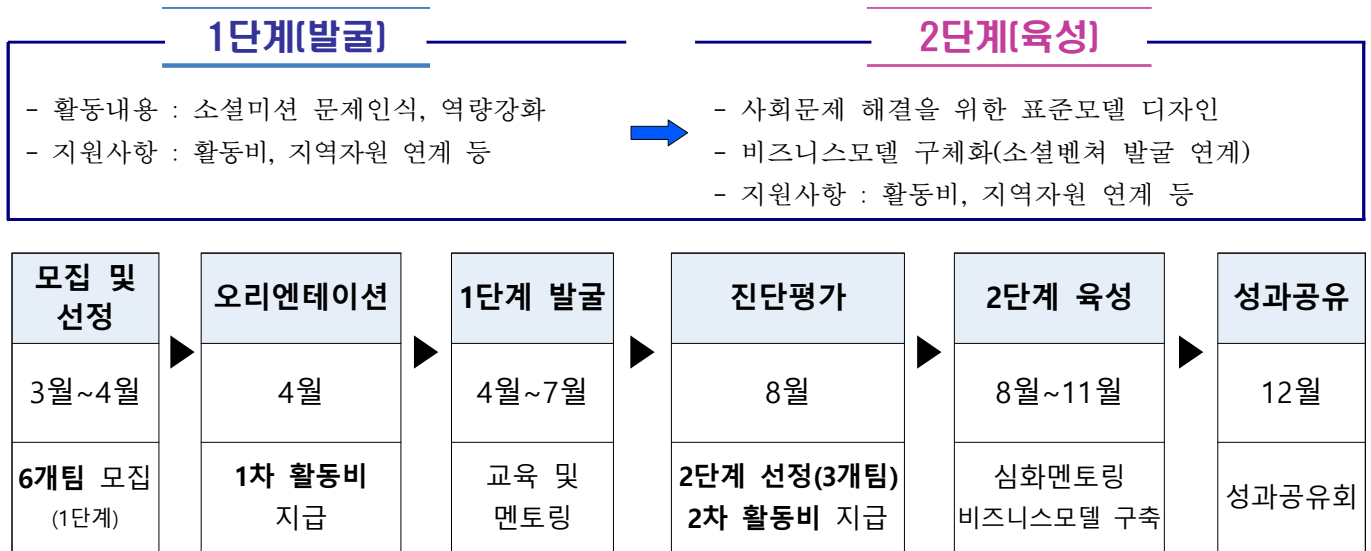 1단계(발굴)
- 활동내용 : 소셜미션 문제인식, 역량강화
- 지원사항 : 활동비, 지역자원 연계 등
2단계(육성)
- 사회문제 해결을 위한 표준모델 디자인
- 비즈니스모델 구체화(소셜벤쳐 발굴 연계)
- 지원사항 : 활동비, 지역자원 연계 등
모집 및
선정
3월~4월
6개팀 모집
(1단계)
오리엔테이션
4월
1차 활동비
지급
1단계 발굴
4월~7월
교육 및
멘토링
진단평가
8월
2단계 선정(3개팀)
2차 활동비 지급
2단계 육성
8월~11월
심화멘토링
비즈니스모델 구축
성과공유
12월
성과공유회